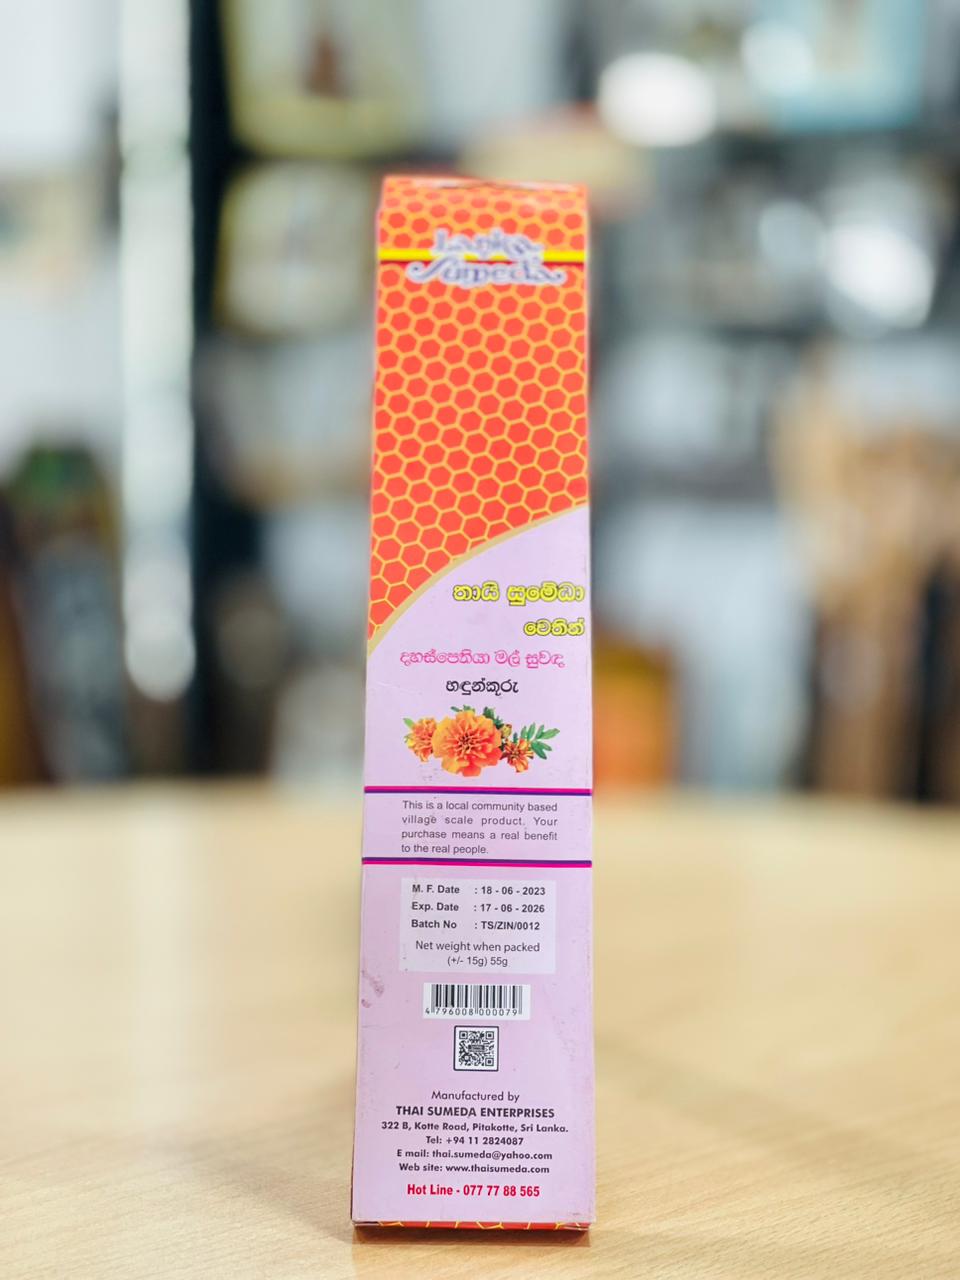 Lanka
Sumeda
තායි සුමේධා
චෙතිත්
දහස්පෙතියා මල් සුවඳ
හඳුන්කූරු
This is a local community based
village scale product. Your
purchase means a real benefit
to the real people.
M. F. Date : 18 - 06 - 2023
Exp. Date : 17 - 06 - 2026
Batch No : TS/ZIN/0012
Net weight when packed
(+/- 15g) 55g
4 796008 000079
Manufactured by
THAI SUMEDA ENTERPRISES
322 B, Kotte Road, Pitakotte, Sri Lanka.
Tel: +94 11 2824087
E mail: thai.sumeda@yahoo.com
Web site: www.thaisumeda.com
Hot Line - 077 77 88 565